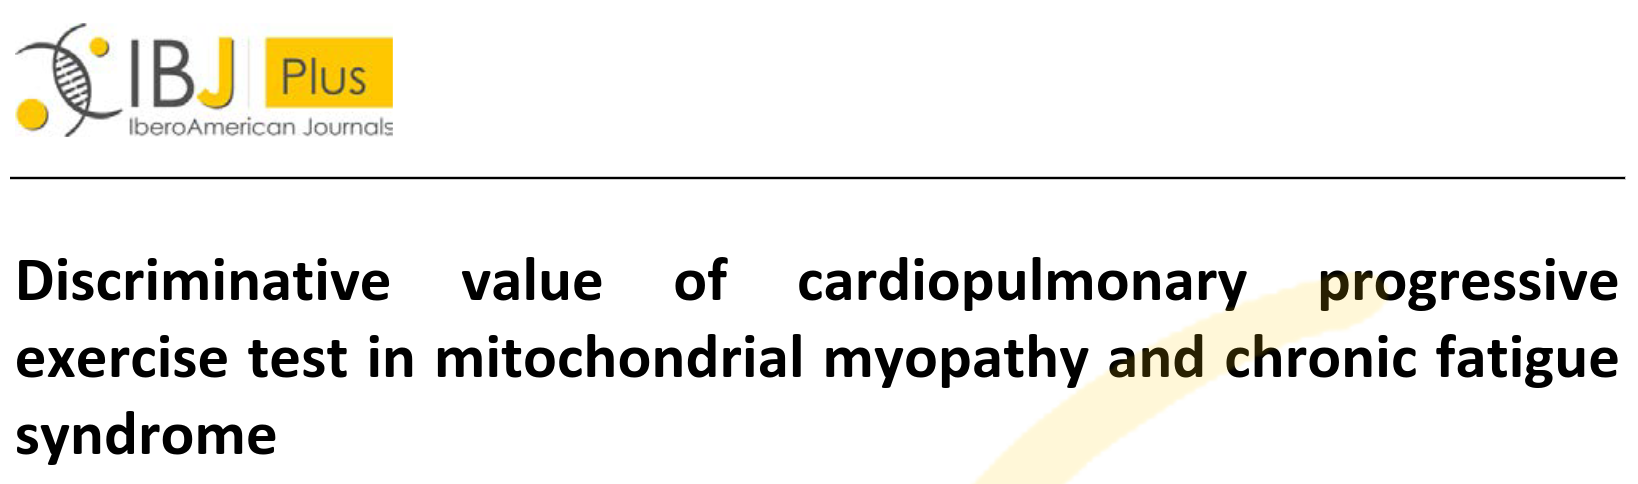 IBJ Plus
IberoAmerican Journals
Discriminative value of cardiopulmonary progressive
exercise test in mitochondrial myopathy and chronic fatigue
syndrome